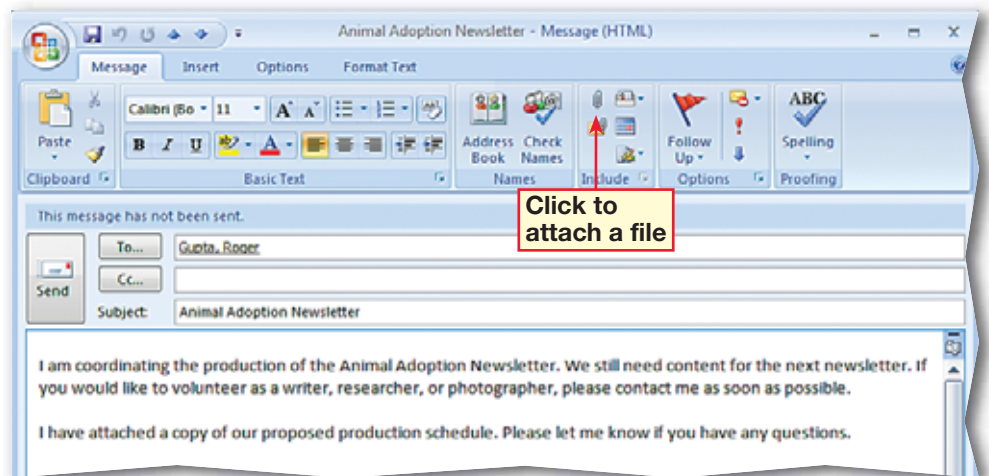 Animal Adoption Newsletter - Message (HTML)
Message Insert Options Format Text
Calibri (Bo 11 A A
Paste B I U A Address Book Check Names Follow Up ABC Spelling
Clipboard Basic Text Names Include Options Proofing
Click to
attach a file
This message has not been sent.
To... Gupta, Roger
Cc...
Send
Subject: Animal Adoption Newsletter
I am coordinating the production of the Animal Adoption Newsletter. We still need content for the next newsletter. If
you would like to volunteer as a writer, researcher, or photographer, please contact me as soon as possible.
I have attached a copy of our proposed production schedule. Please let me know if you have any questions.